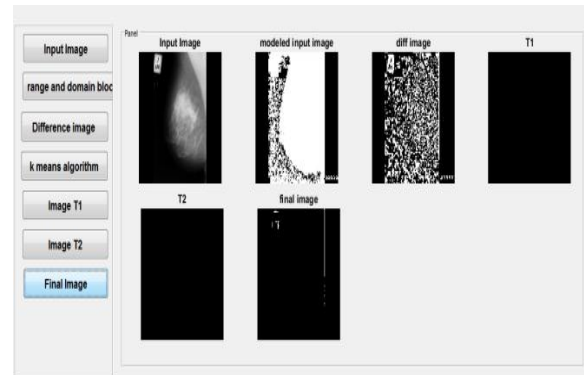 Input Image
range and domain bloc
Difference image
k means algorithm
Image T1
Image T2
Final Image
Panel
Input Image
modeled input image
diff image
T1
T2
final image